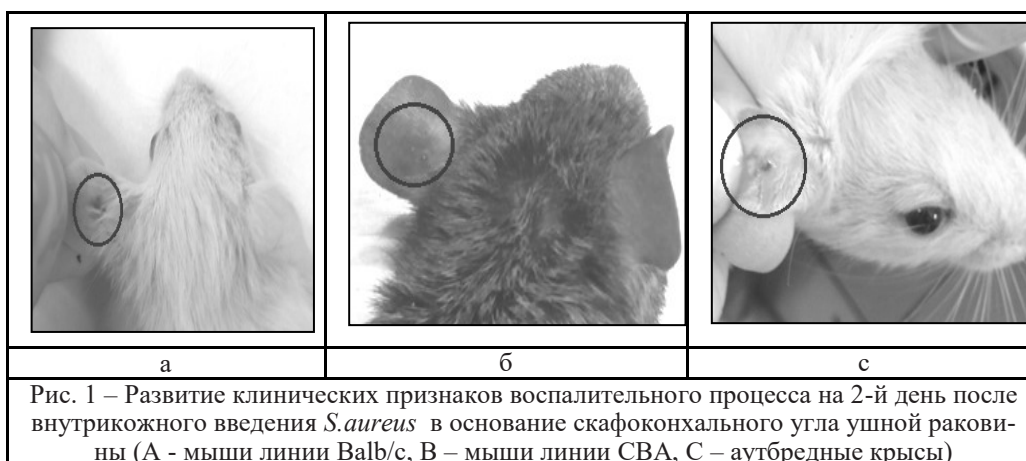 а б с
Рис. 1 – Развитие клинических признаков воспалительного процесса на 2-й день после
внутрикожного введения S.aureus в основание скафоконхального угла ушной ракови-
ны (А - мыши линии Balb/c, В – мыши линии СВА, С – аутбредные крысы)